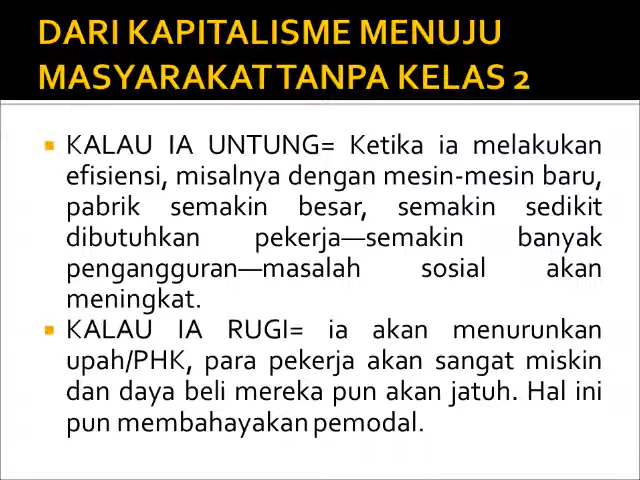 DARI KAPITALISME MENUJU
MASYARAKAT TANPA KELAS 2
KALAU IA UNTUNG= Ketika ia melakukan
efisiensi, misalnya dengan mesin-mesin baru,
pabrik semakin besar, semakin sedikit
dibutuhkan pekerja—semakin banyak
pengangguran—masalah sosial akan
meningkat.
KALAU IA RUGI= ia akan menurunkan
upah/PHK, para pekerja akan sangat miskin
dan daya beli mereka pun akan jatuh. Hal ini
pun membahayakan pemodal.